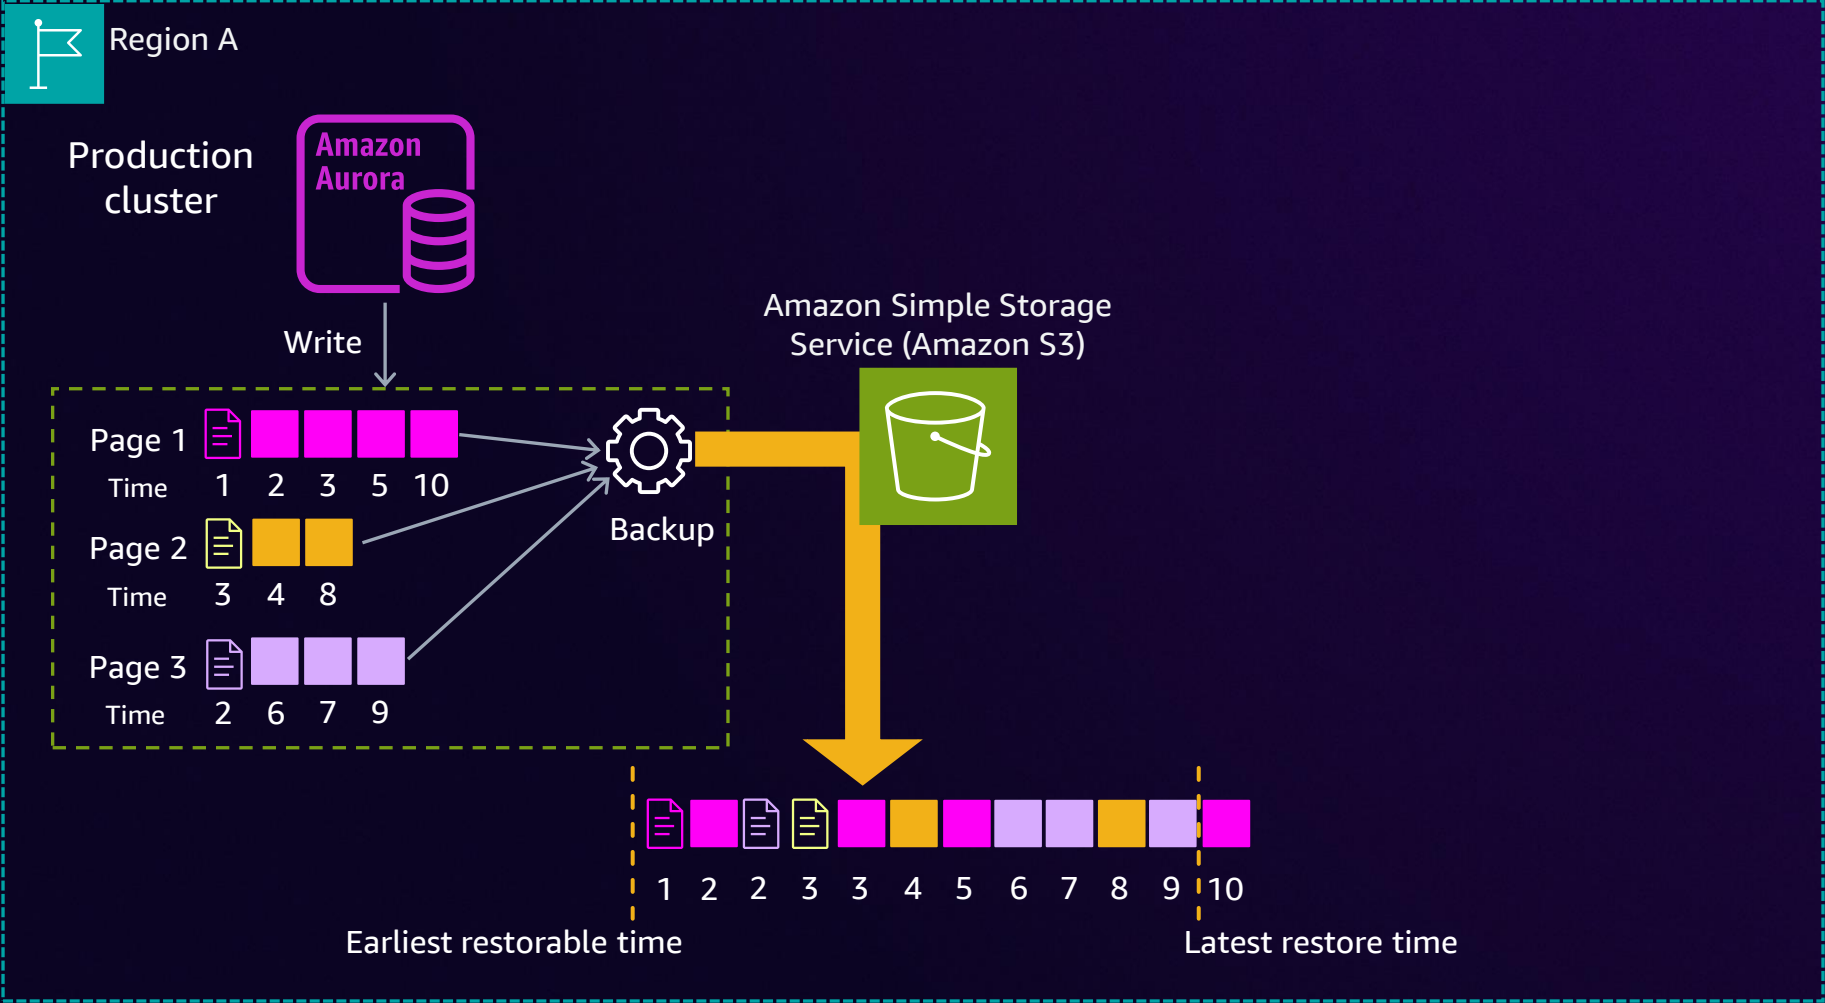 Region A
Production
cluster
Amazon
Aurora
Write
Amazon Simple Storage
Service (Amazon S3)
Page 1
Time 1 2 3 5 10
Page 2
Time 3 4 8
Page 3
Time 2 6 7 9
Backup
1 2 2 3 3 4 5 6 7 8 9 10
Earliest restorable time
Latest restore time